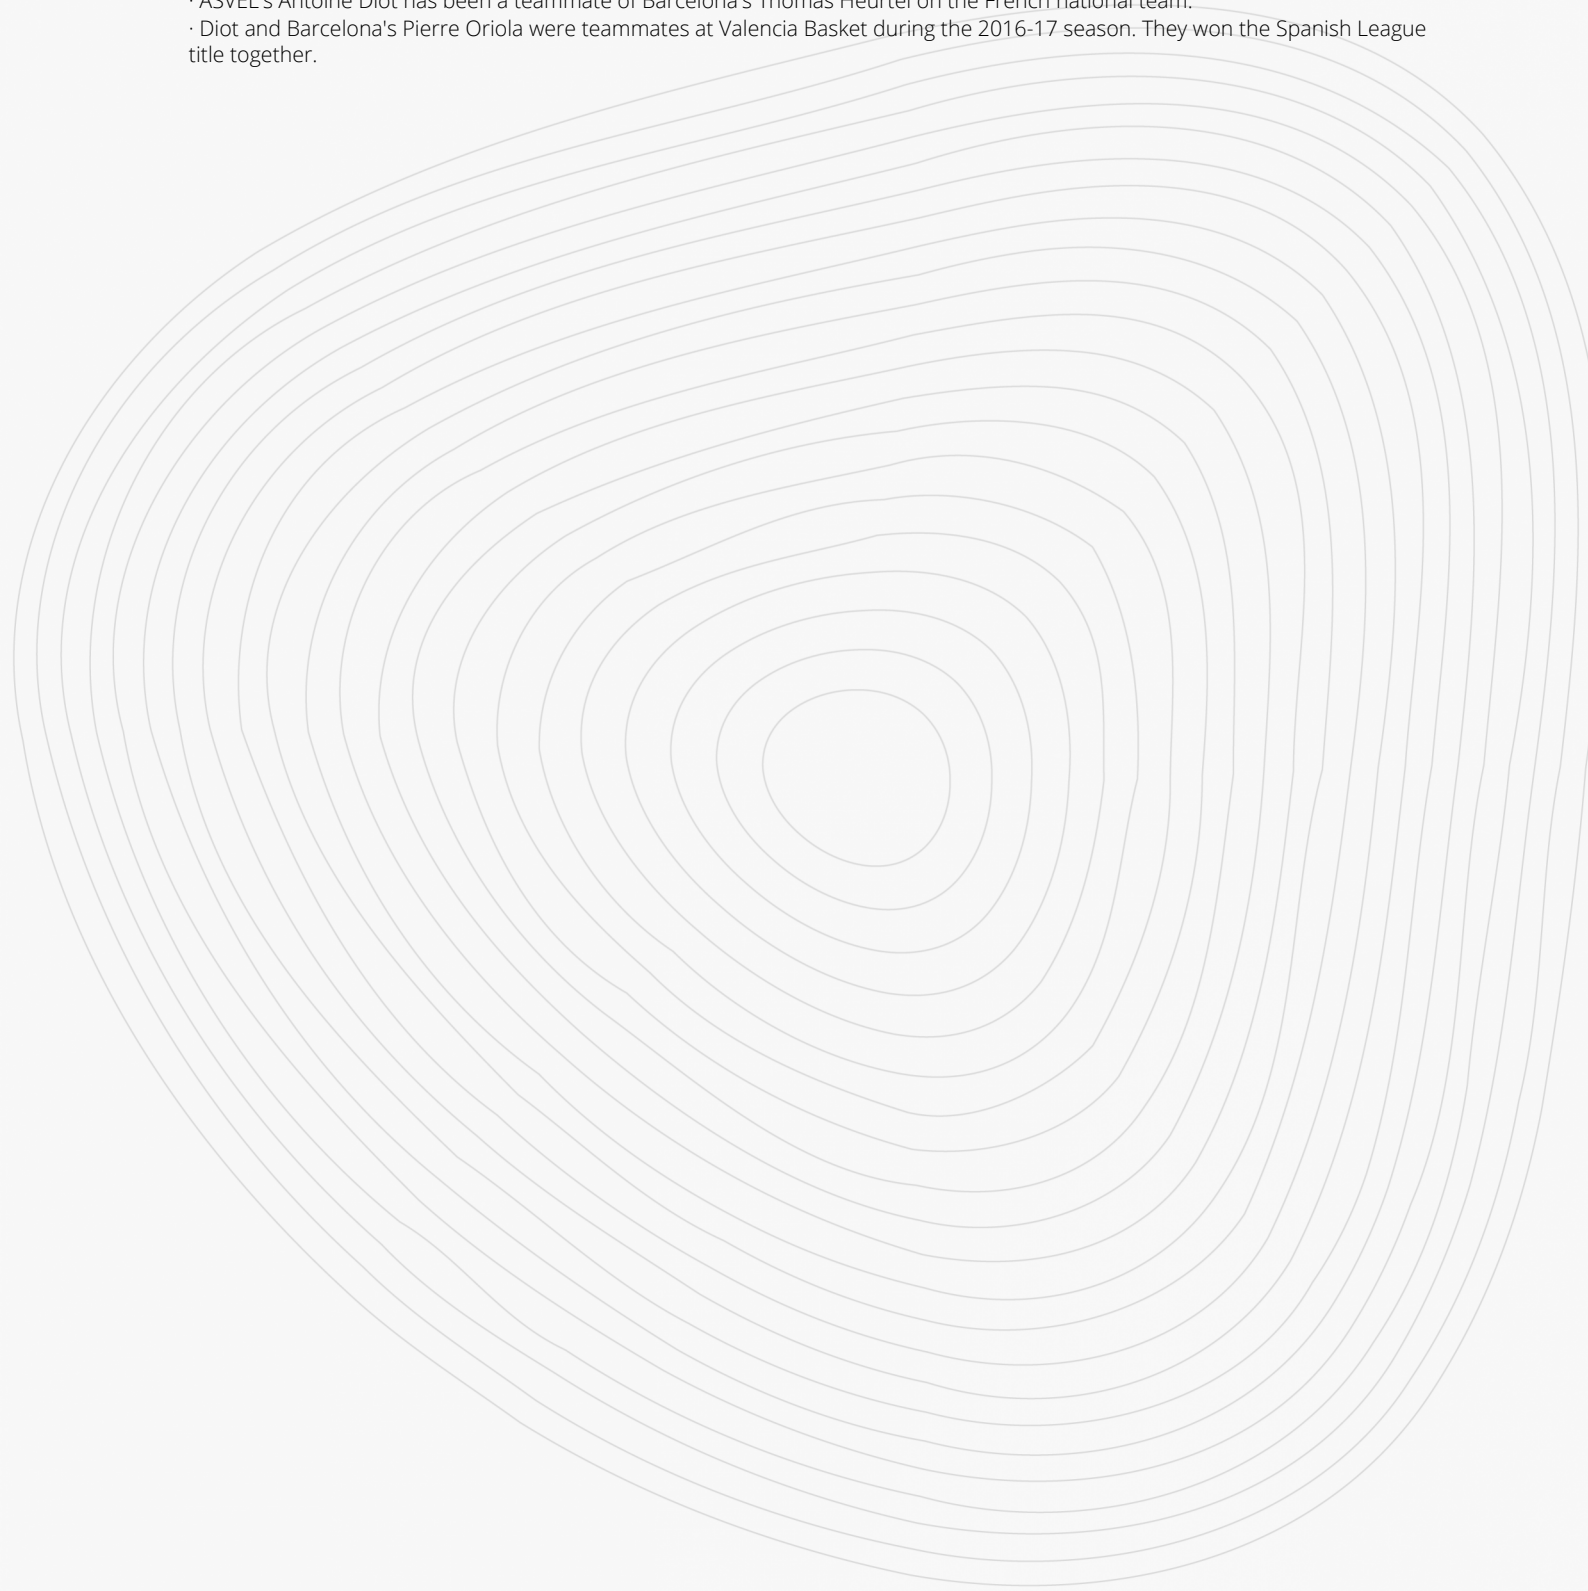 · ASVEL's Antoine Diot has been a teammate of Barcelona's Thomas Heurtel on the French national team.
· Diot and Barcelona's Pierre Oriola were teammates at Valencia Basket during the 2016-17 season. They won the Spanish League
title together.